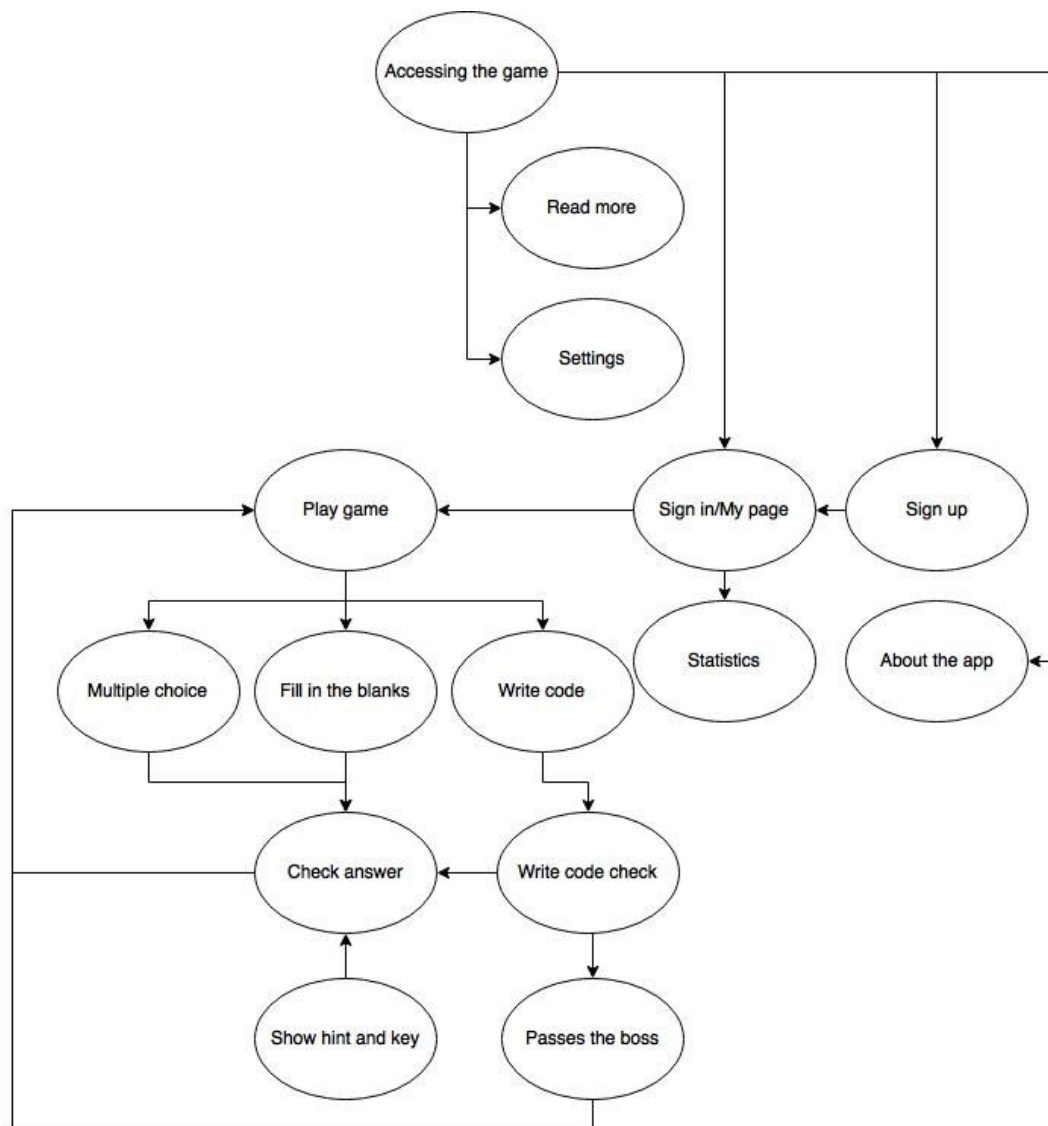 Accessing the game
Read more
Settings
Play game
Sign in/My page
Sign up
Multiple choice
Fill in the blanks
Write code
Statistics
About the app
Check answer
Write code check
Show hint and key
Passes the boss